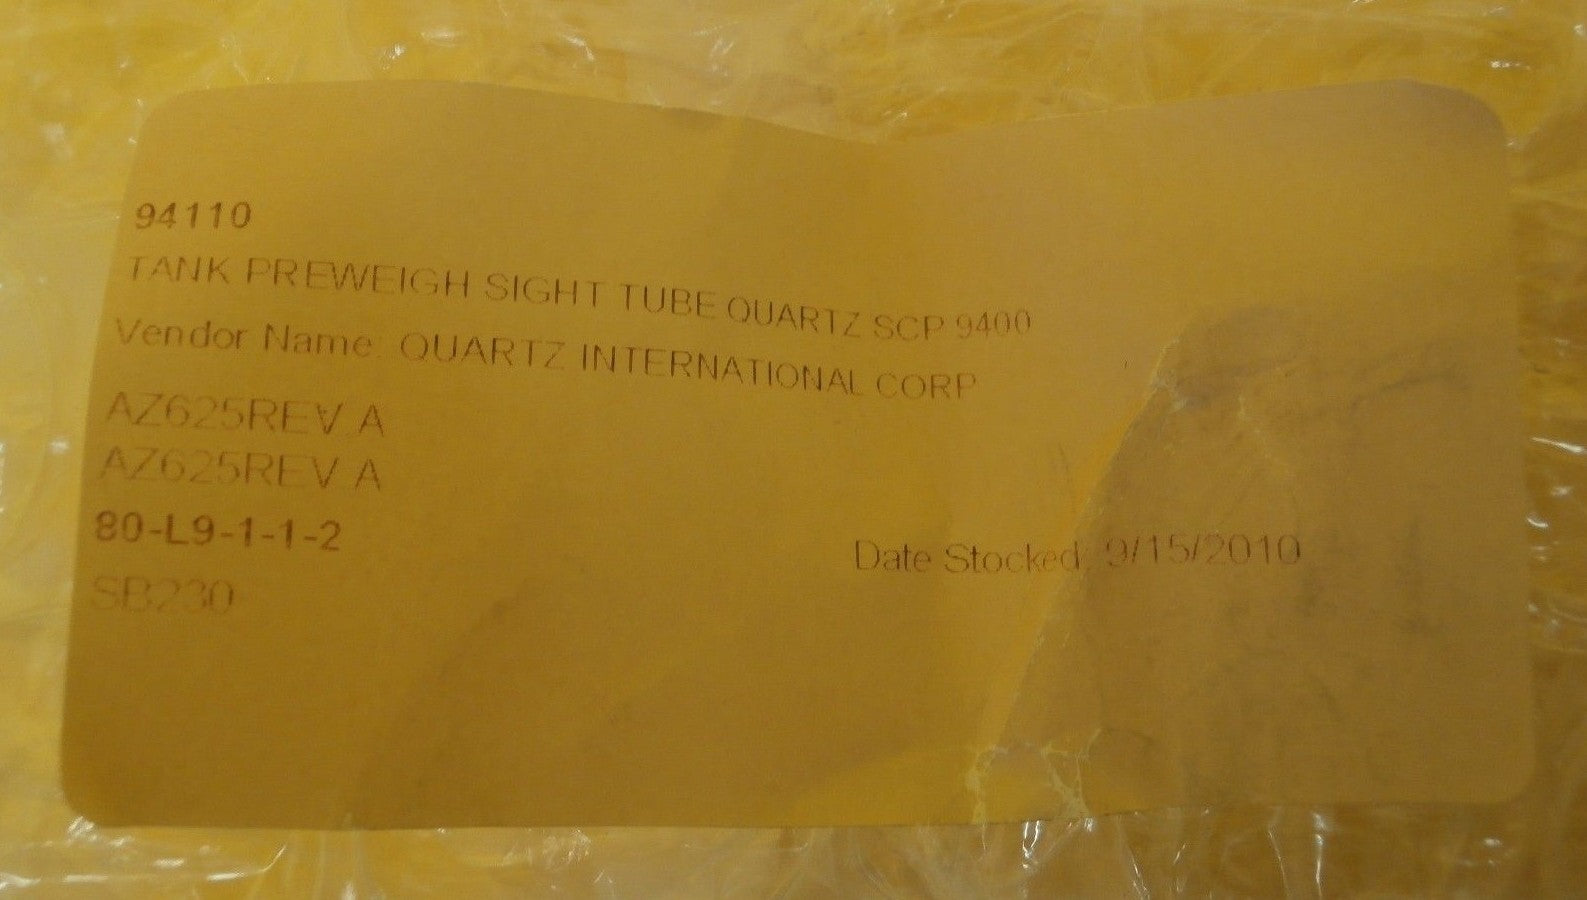 94110
TANK PREWEIGH SIGHT TUBE QUARTZ SCP 9400
Vendor Name: QUARTZ INTERNATIONAL CORP
AZ625REV A
AZ625REV A
80-L9-1-1-2
Date Stocked: 9/15/2010
SB230